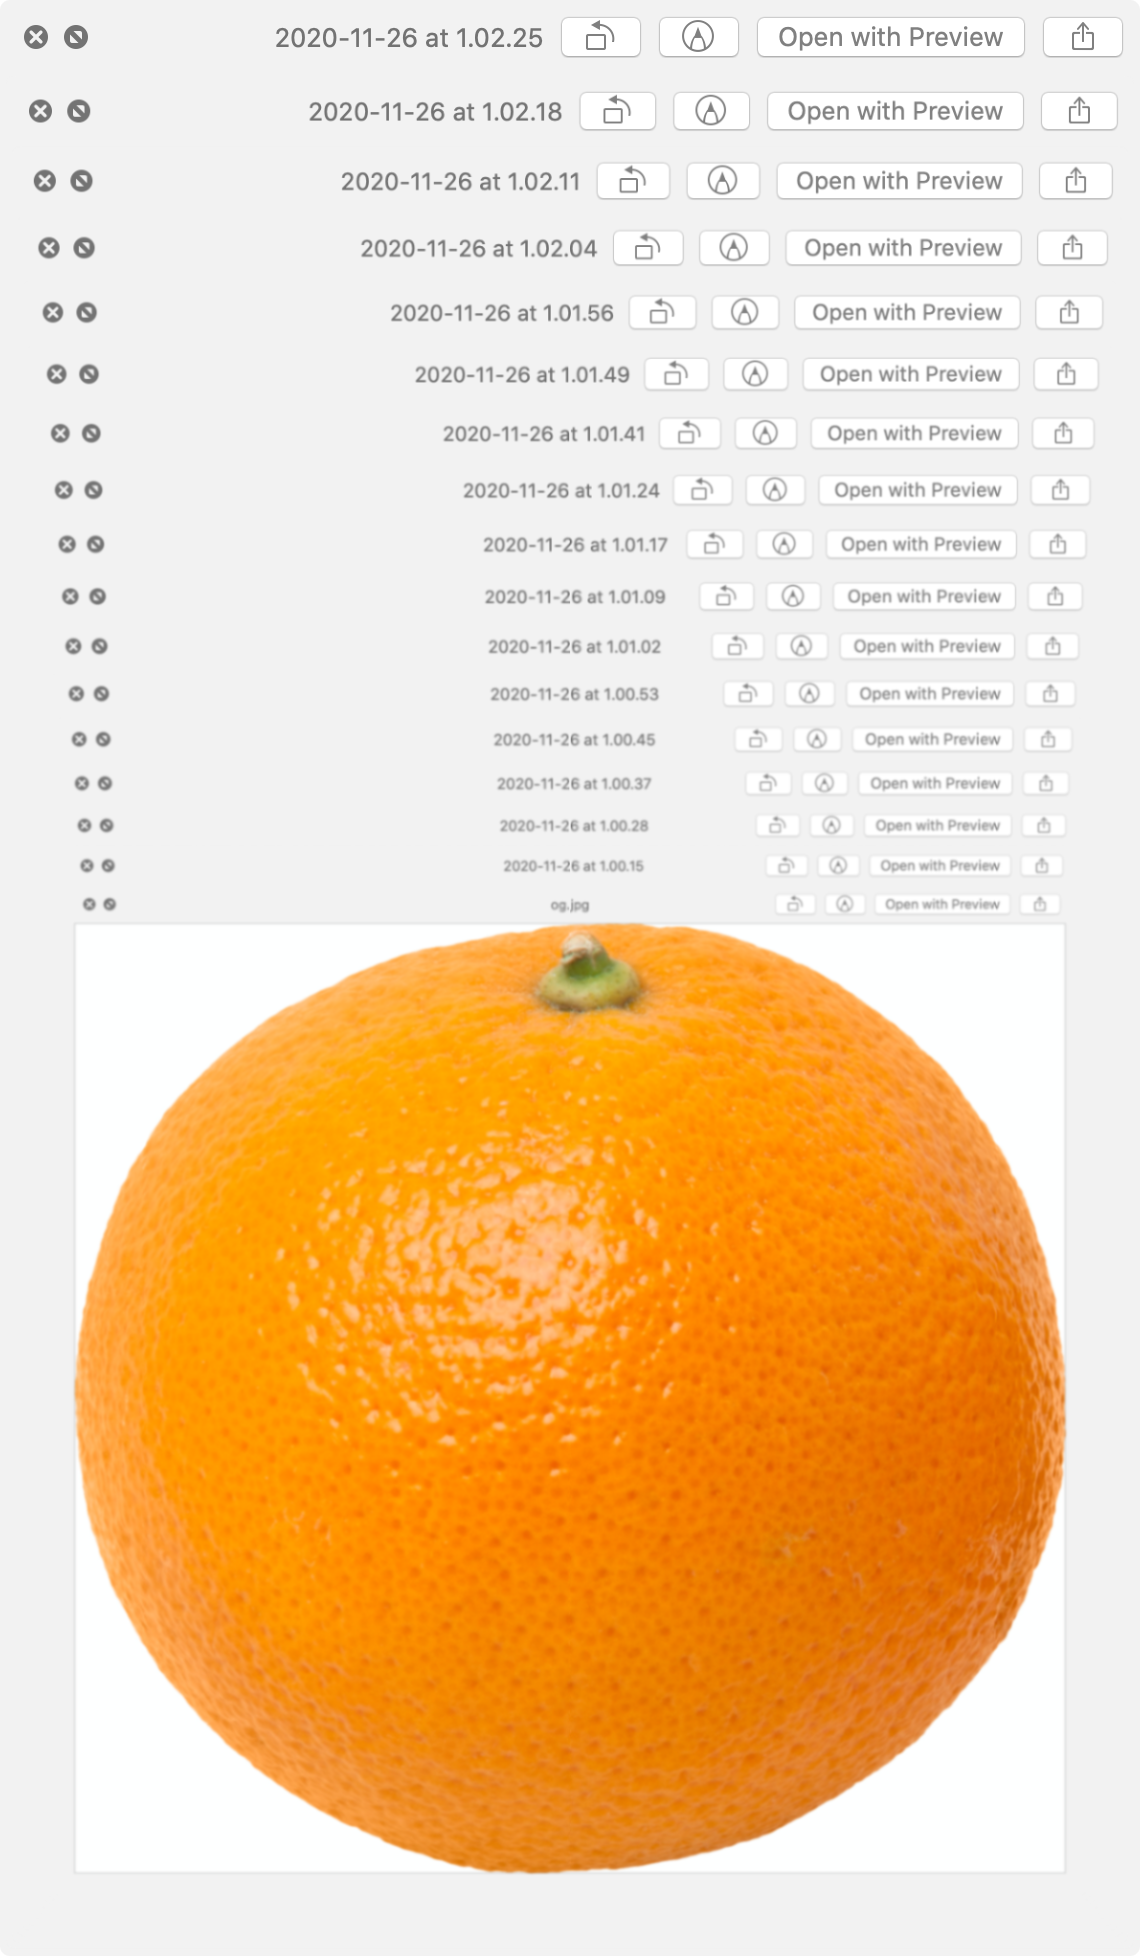 2020-11-26 at 1.02.25 Open with Preview
2020-11-26 at 1.02.18 Open with Preview
2020-11-26 at 1.02.11 Open with Preview
2020-11-26 at 1.02.04 Open with Preview
2020-11-26 at 1.01.56 Open with Preview
2020-11-26 at 1.01.49 Open with Preview
2020-11-26 at 1.01.41 Open with Preview
2020-11-26 at 1.01.24 Open with Preview
2020-11-26 at 1.01.17 Open with Preview
2020-11-26 at 1.01.09 Open with Preview
2020-11-26 at 1.01.02 Open with Preview
2020-11-26 at 1.00.53 Open with Preview
2020-11-26 at 1.00.45 Open with Preview
2020-11-26 at 1.00.37 Open with Preview
2020-11-26 at 1.00.28 Open with Preview
2020-11-26 at 1.00.15 Open with Preview
og.jpg Open with Preview